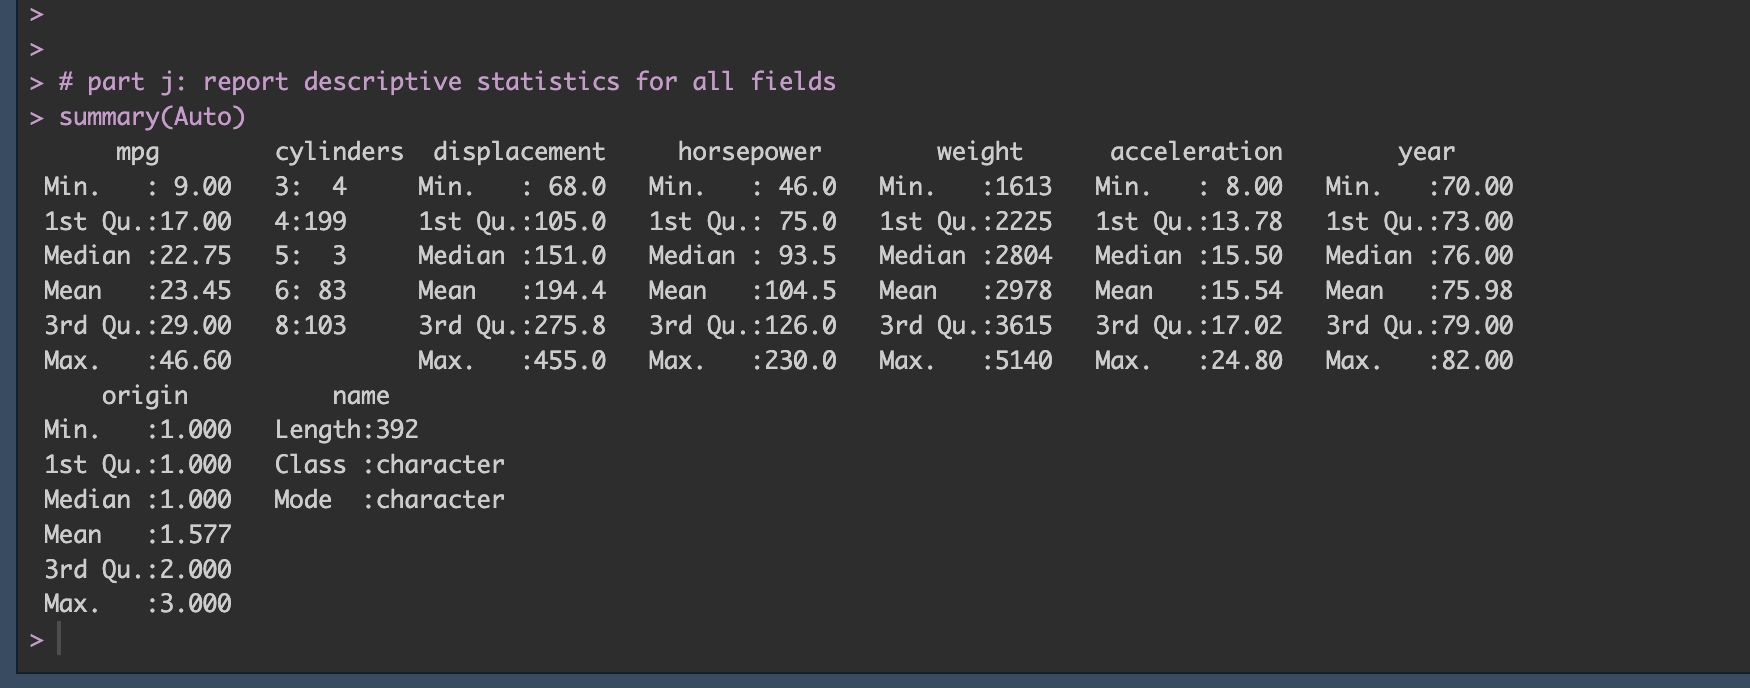 >
>
> # part j: report descriptive statistics for all fields
> summary(Auto)
      mpg        cylinders  displacement     horsepower        weight      acceleration        year
 Min.   : 9.00   3:  4     Min.   : 68.0   Min.   : 46.0   Min.   :1613   Min.   : 8.00   Min.   :70.00
 1st Qu.:17.00   4:199     1st Qu.:105.0   1st Qu.: 75.0   1st Qu.:2225   1st Qu.:13.78   1st Qu.:73.00
 Median :22.75   5:  3     Median :151.0   Median : 93.5   Median :2804   Median :15.50   Median :76.00
 Mean   :23.45   6: 83     Mean   :194.4   Mean   :104.5   Mean   :2978   Mean   :15.54   Mean   :75.98
 3rd Qu.:29.00   8:103     3rd Qu.:275.8   3rd Qu.:126.0   3rd Qu.:3615   3rd Qu.:17.02   3rd Qu.:79.00
 Max.   :46.60             Max.   :455.0   Max.   :230.0   Max.   :5140   Max.   :24.80   Max.   :82.00
     origin          name
 Min.   :1.000   Length:392
 1st Qu.:1.000   Class :character
 Median :1.000   Mode  :character
 Mean   :1.577
 3rd Qu.:2.000
 Max.   :3.000
>